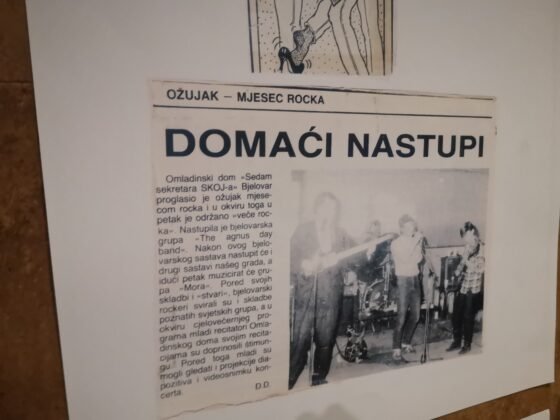 OŽUJAK – MJESEC ROCKA
DOMAĆI NASTUPI
Omladinski dom »Sedam
sekretara SKOJ-a« Bjelovar
proglasio je ožujak mjese-
com rocka i u okviru toga u
petak je održano »veče roc-
ka«. Nastupila je bjelovarska
grupa »The agnus day
band«. Nakon ovog bjelo-
varskog sastava nastupit će i
drugi sastavi našeg grada, a
idući petak muzicirat će gru-
pa »Mora«. Pored svojih
skladbi i »stvari«, bjelovarski
rockeri svirali su i skladbe
poznatih svjetskih grupa, a u
okviru cjelovečernjeg pro-
grama mladi recitatori Omla-
dinskog doma svojim recita-
cijama su doprinosili štimun-
gu. Pored toga mladi su
mogli gledati i projekcije dia-
pozitiva i videosnimku kon-
certa.
D.D.